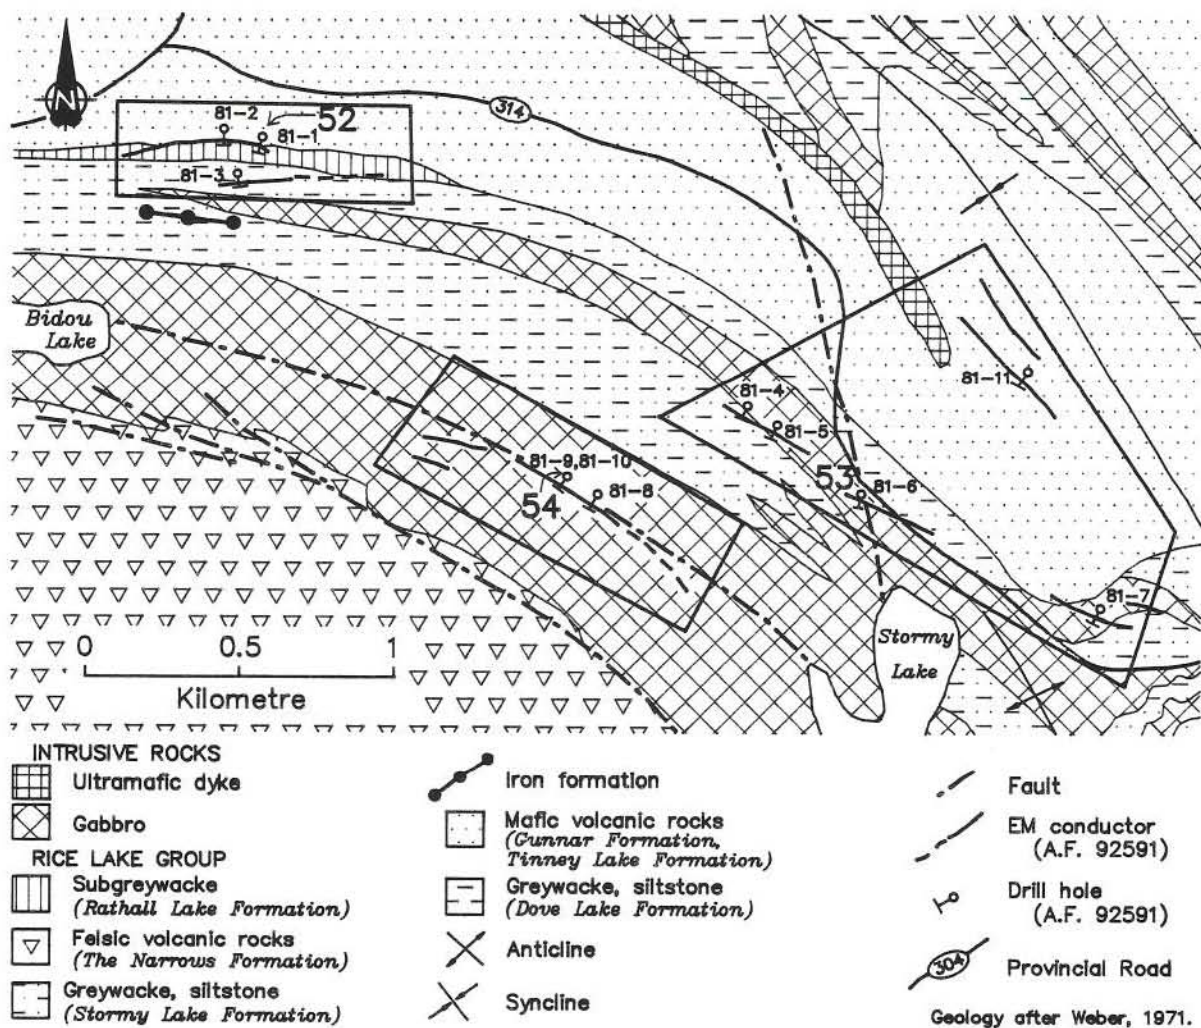 N
81-2
52
81-1
314
81-3
Bidou
Lake
81-11
81-4
81-5
81-9,81-10
54
81-8
53
81-6
81-7
Stormy
Lake
0 0.5 1
Kilometre
INTRUSIVE ROCKS
Ultramafic dyke
Gabbro
RICE LAKE GROUP
Subgreywacke
(Rathall Lake Formation)
Felsic volcanic rocks
(The Narrows Formation)
Greywacke, siltstone
(Stormy Lake Formation)
Iron formation
Mafic volcanic rocks
(Gunnar Formation,
Tinney Lake Formation)
Greywacke, siltstone
(Dove Lake Formation)
Anticline
Syncline
Fault
EM conductor
(A.F. 92591)
Drill hole
(A.F. 92591)
304
Provincial Road
Geology after Weber, 1971.